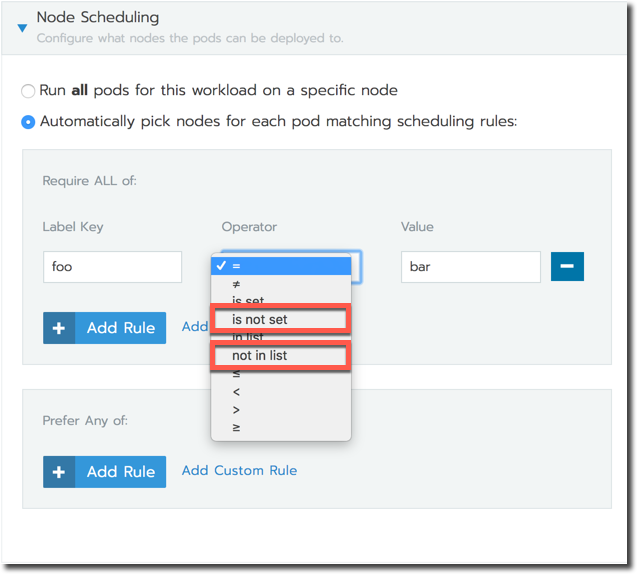 Node Scheduling
Configure what nodes the pods can be deployed to.
Run all pods for this workload on a specific node
Automatically pick nodes for each pod matching scheduling rules:
Require ALL of:
Label Key Operator Value
foo
✓ =
bar
≠
is set
is not set
+ Add Rule Add
in list
not in list
≤
<
>
≥
Prefer Any of:
+ Add Rule Add Custom Rule